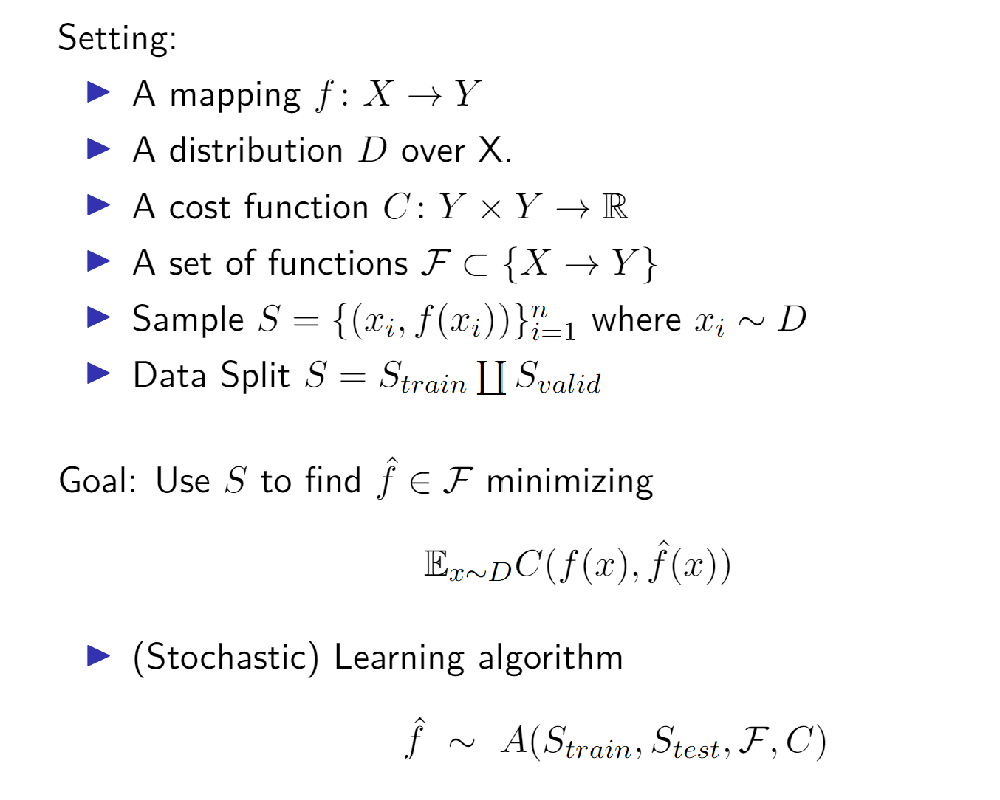 Setting:
▶ A mapping $f\colon X \to Y$
▶ A distribution $D$ over X.
▶ A cost function $C\colon Y \times Y \to \mathbb{R}$
▶ A set of functions $\mathcal{F} \subset \{X \to Y\}$
▶ Sample $S = \{(x_i, f(x_i))\}_{i=1}^{n}$ where $x_i \sim D$
▶ Data Split $S = S_{train} \coprod S_{valid}$
Goal: Use $S$ to find $\hat{f} \in \mathcal{F}$ minimizing
$\mathbb{E}_{x \sim D} C(f(x), \hat{f}(x))$
▶ (Stochastic) Learning algorithm
$\hat{f} \sim A(S_{train}, S_{test}, \mathcal{F}, C)$